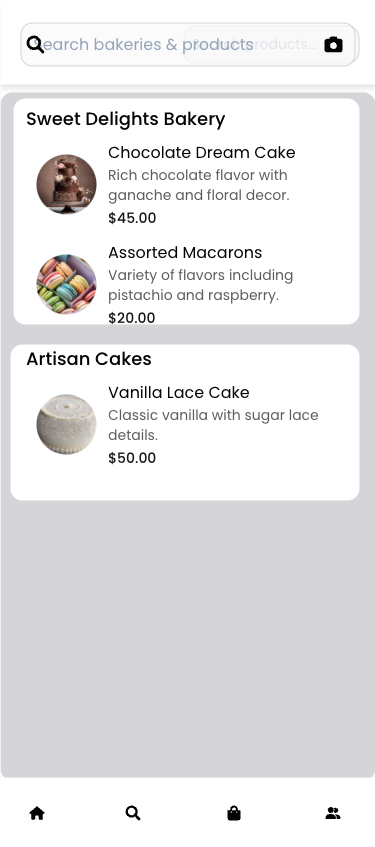 Search bakeries & products
Sweet Delights Bakery
Chocolate Dream Cake
Rich chocolate flavor with
ganache and floral decor.
$45.00
Assorted Macarons
Variety of flavors including
pistachio and raspberry.
$20.00
Artisan Cakes
Vanilla Lace Cake
Classic vanilla with sugar lace
details.
$50.00